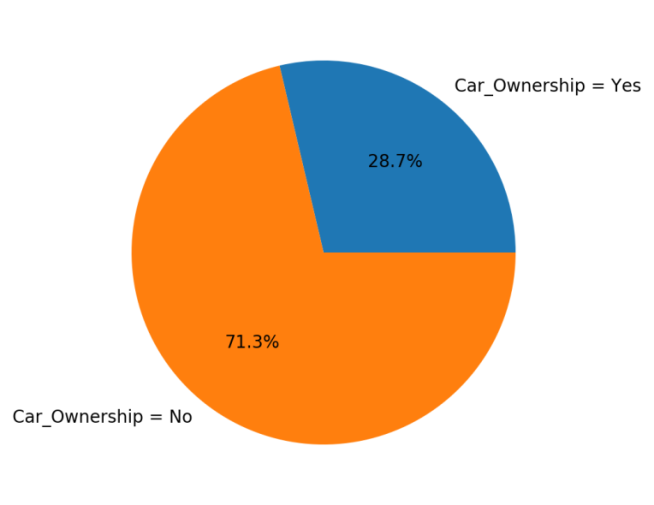 Car_Ownership = Yes
28.7%
71.3%
Car_Ownership = No